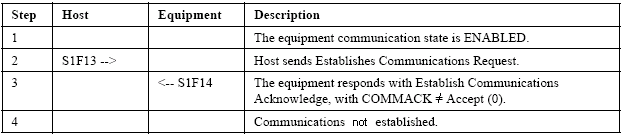 Step Host Equipment Description
1 The equipment communication state is ENABLED.
2 S1F13 --> Host sends Establishes Communications Request.
3 <-- S1F14 The equipment responds with Establish Communications
Acknowledge, with COMMACK ≠ Accept (0).
4 Communications not established.